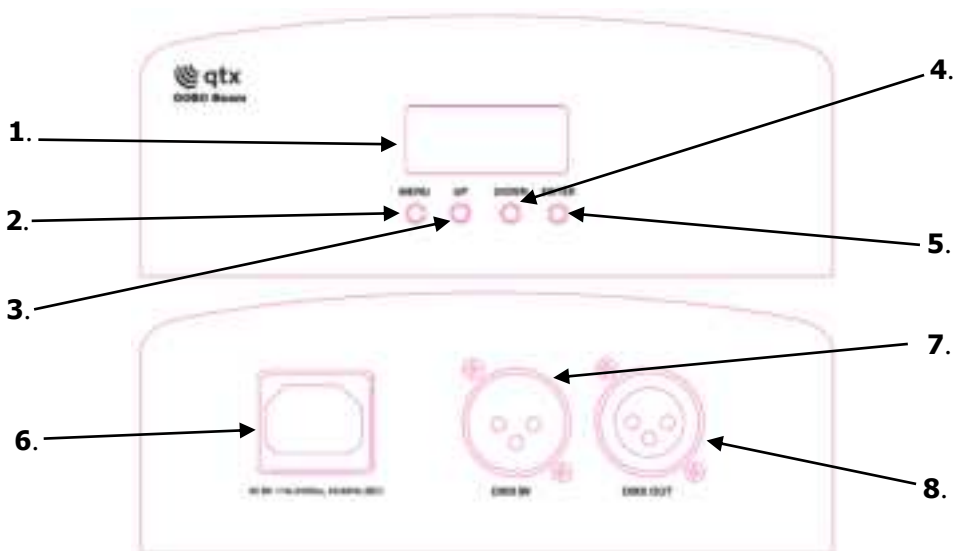 qtx
GOBO Beam
1.
2.
3.
4.
5.
6.
7.
8.
MENU UP DOWN ENTER
DMX IN DMX OUT